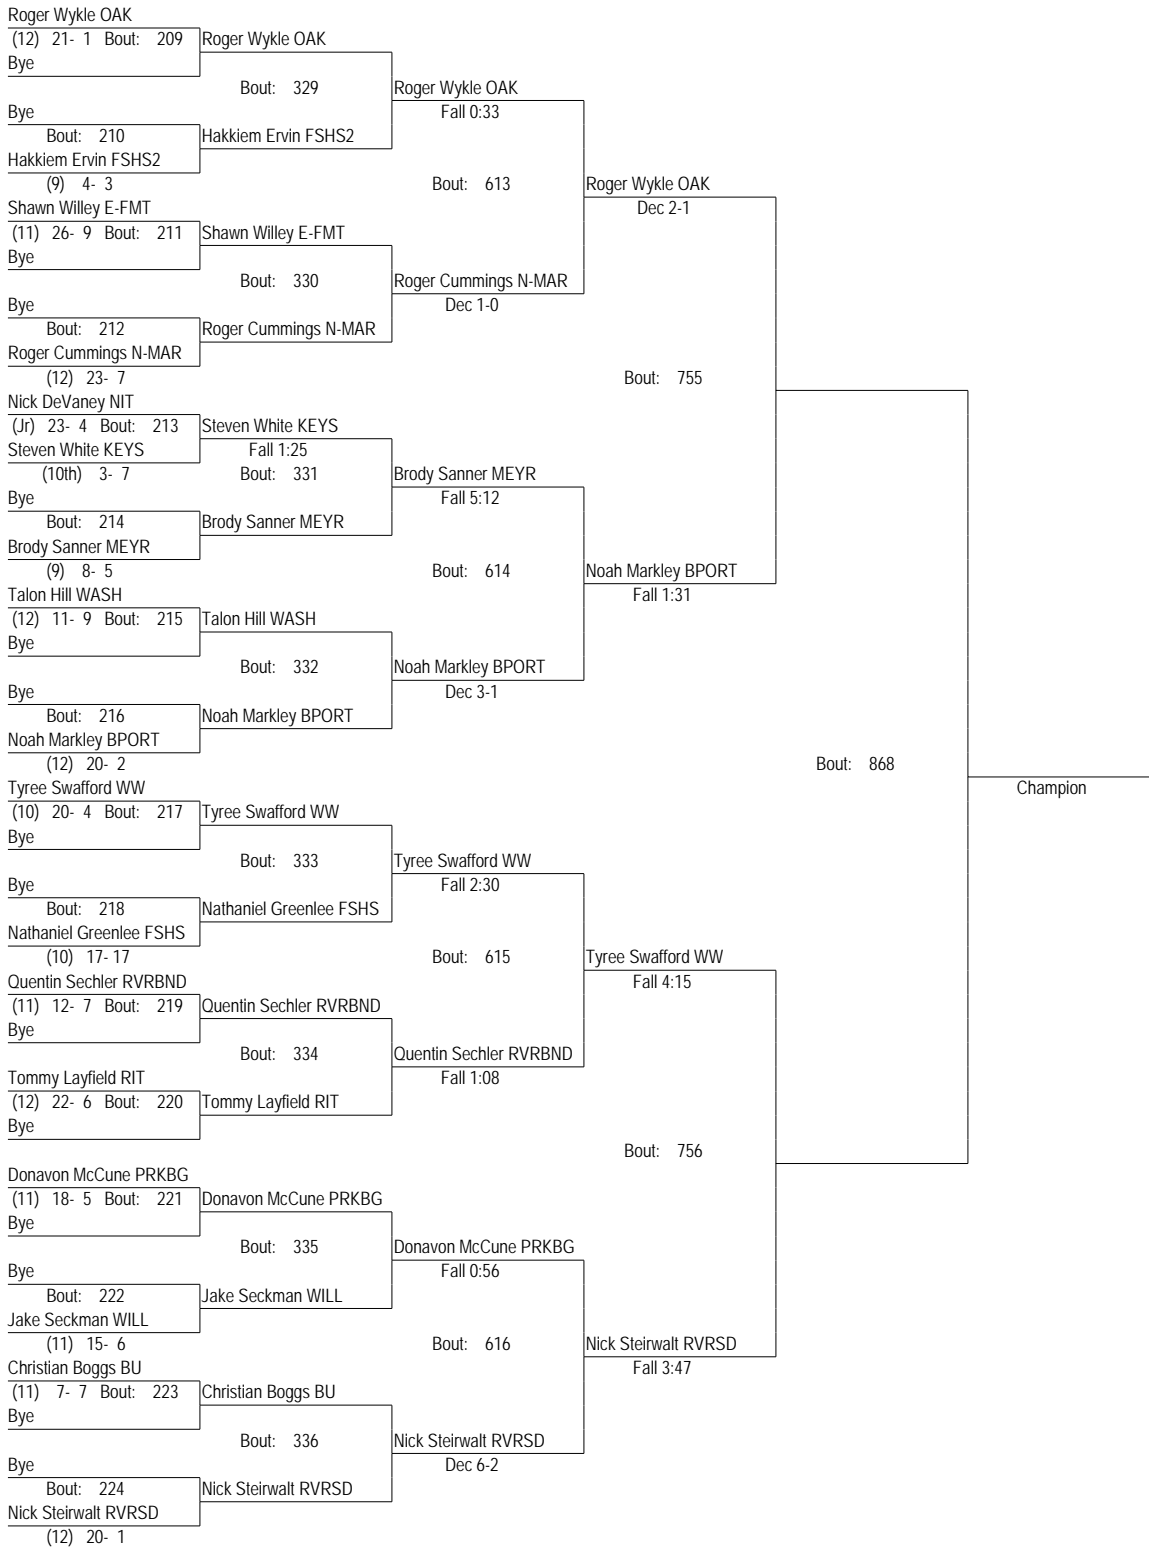 Roger Wykle OAK
(12) 21- 1 Bout: 209 Roger Wykle OAK
Bye
Bout: 329 Roger Wykle OAK
Bye Fall 0:33
Bout: 210 Hakkiem Ervin FSHS2
Hakkiem Ervin FSHS2
(9) 4- 3 Bout: 613 Roger Wykle OAK
Shawn Willey E-FMT Dec 2-1
(11) 26- 9 Bout: 211 Shawn Willey E-FMT
Bye
Bout: 330 Roger Cummings N-MAR
Bye Dec 1-0
Bout: 212 Roger Cummings N-MAR
Roger Cummings N-MAR
(12) 23- 7 Bout: 755
Nick DeVaney NIT
(Jr) 23- 4 Bout: 213 Steven White KEYS
Steven White KEYS Fall 1:25
(10th) 3- 7 Bout: 331 Brody Sanner MEYR
Bye Fall 5:12
Bout: 214 Brody Sanner MEYR
Brody Sanner MEYR
(9) 8- 5 Bout: 614 Noah Markley BPORT
Talon Hill WASH Fall 1:31
(12) 11- 9 Bout: 215 Talon Hill WASH
Bye
Bout: 332 Noah Markley BPORT
Bye Dec 3-1
Bout: 216 Noah Markley BPORT
Noah Markley BPORT
(12) 20- 2 Bout: 868
Tyree Swafford WW Champion
(10) 20- 4 Bout: 217 Tyree Swafford WW
Bye
Bout: 333 Tyree Swafford WW
Bye Fall 2:30
Bout: 218 Nathaniel Greenlee FSHS
Nathaniel Greenlee FSHS
(10) 17- 17 Bout: 615 Tyree Swafford WW
Quentin Sechler RVRBND Fall 4:15
(11) 12- 7 Bout: 219 Quentin Sechler RVRBND
Bye
Bout: 334 Quentin Sechler RVRBND
Tommy Layfield RIT Fall 1:08
(12) 22- 6 Bout: 220 Tommy Layfield RIT
Bye
Bout: 756
Donavon McCune PRKBG
(11) 18- 5 Bout: 221 Donavon McCune PRKBG
Bye
Bout: 335 Donavon McCune PRKBG
Bye Fall 0:56
Bout: 222 Jake Seckman WILL
Jake Seckman WILL
(11) 15- 6 Bout: 616 Nick Steirwalt RVRSD
Christian Boggs BU Fall 3:47
(11) 7- 7 Bout: 223 Christian Boggs BU
Bye
Bout: 336 Nick Steirwalt RVRSD
Bye Dec 6-2
Bout: 224 Nick Steirwalt RVRSD
Nick Steirwalt RVRSD
(12) 20- 1